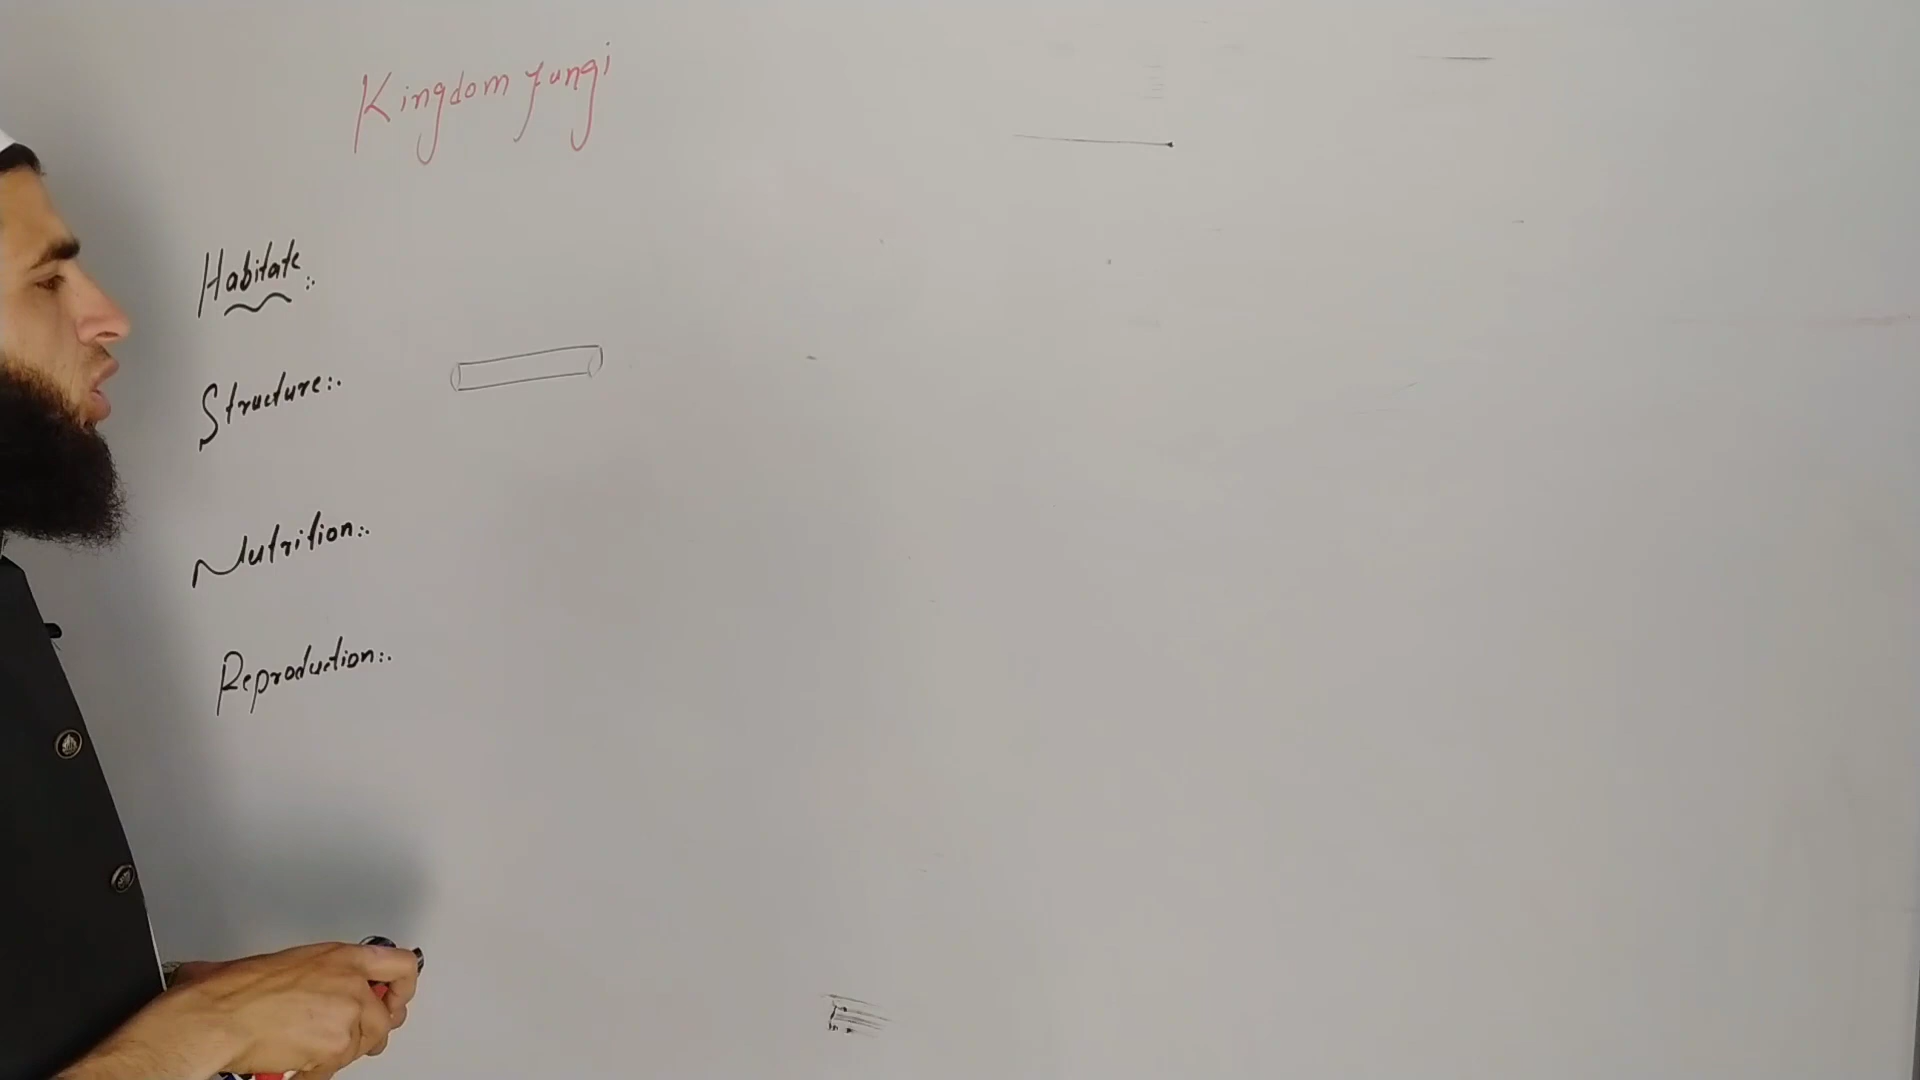 Kingdom fungi
Habitate:.
Structure:.
Nutrition:.
Reproduction:.